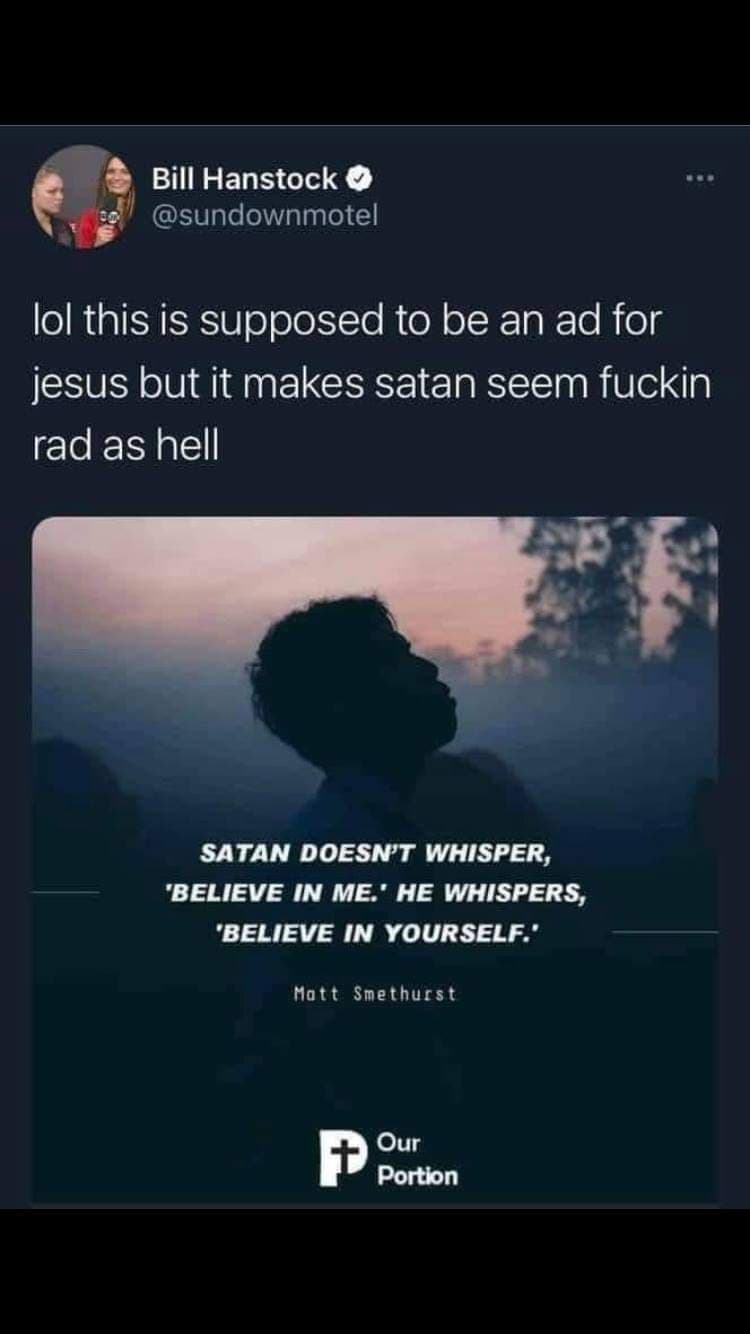 Bill Hanstock
@sundownmotel
lol this is supposed to be an ad for
jesus but it makes satan seem fuckin
rad as hell
SATAN DOESN'T WHISPER,
'BELIEVE IN ME.' HE WHISPERS,
'BELIEVE IN YOURSELF.'
Matt Smethurst
Our
Portion